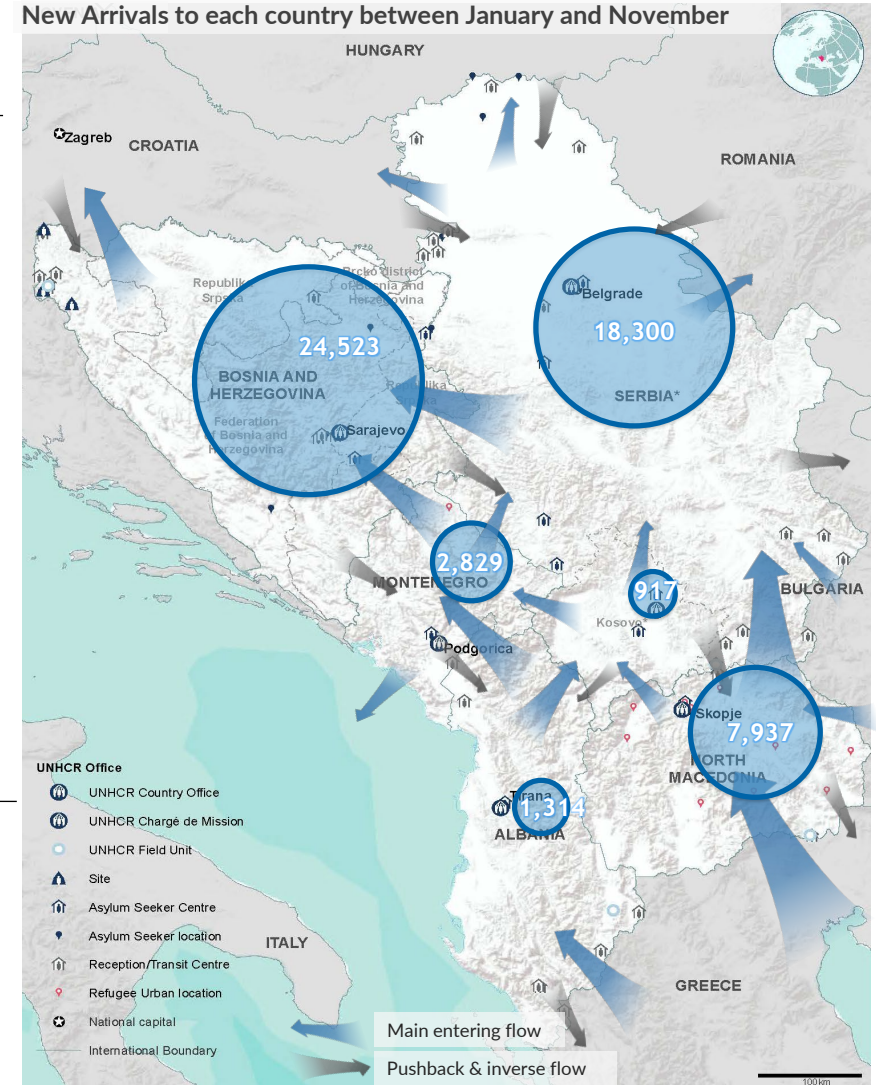 New Arrivals to each country between January and November
HUNGARY
Zagreb
CROATIA
ROMANIA
Republika
Srpska
Brcko district
of Bosnia and
Herzegovina
Belgrade
24,523
18,300
BOSNIA AND
HERZEGOVINA
SERBIA*
Federation
of Bosnia and
Herzegovina
Sarajevo
2,829
MONTENEGRO
917
BULGARIA
Kosovo*
Podgorica
Skopje
7,937
NORTH
MACEDONIA
UNHCR Office
UNHCR Country Office
UNHCR Chargé de Mission
UNHCR Field Unit
Site
Asylum Seeker Centre
Asylum Seeker location
Reception/Transit Centre
Refugee Urban location
National capital
International Boundary
Tirana
1,314
ALBANIA
ITALY
GREECE
Main entering flow
Pushback & inverse flow
100km